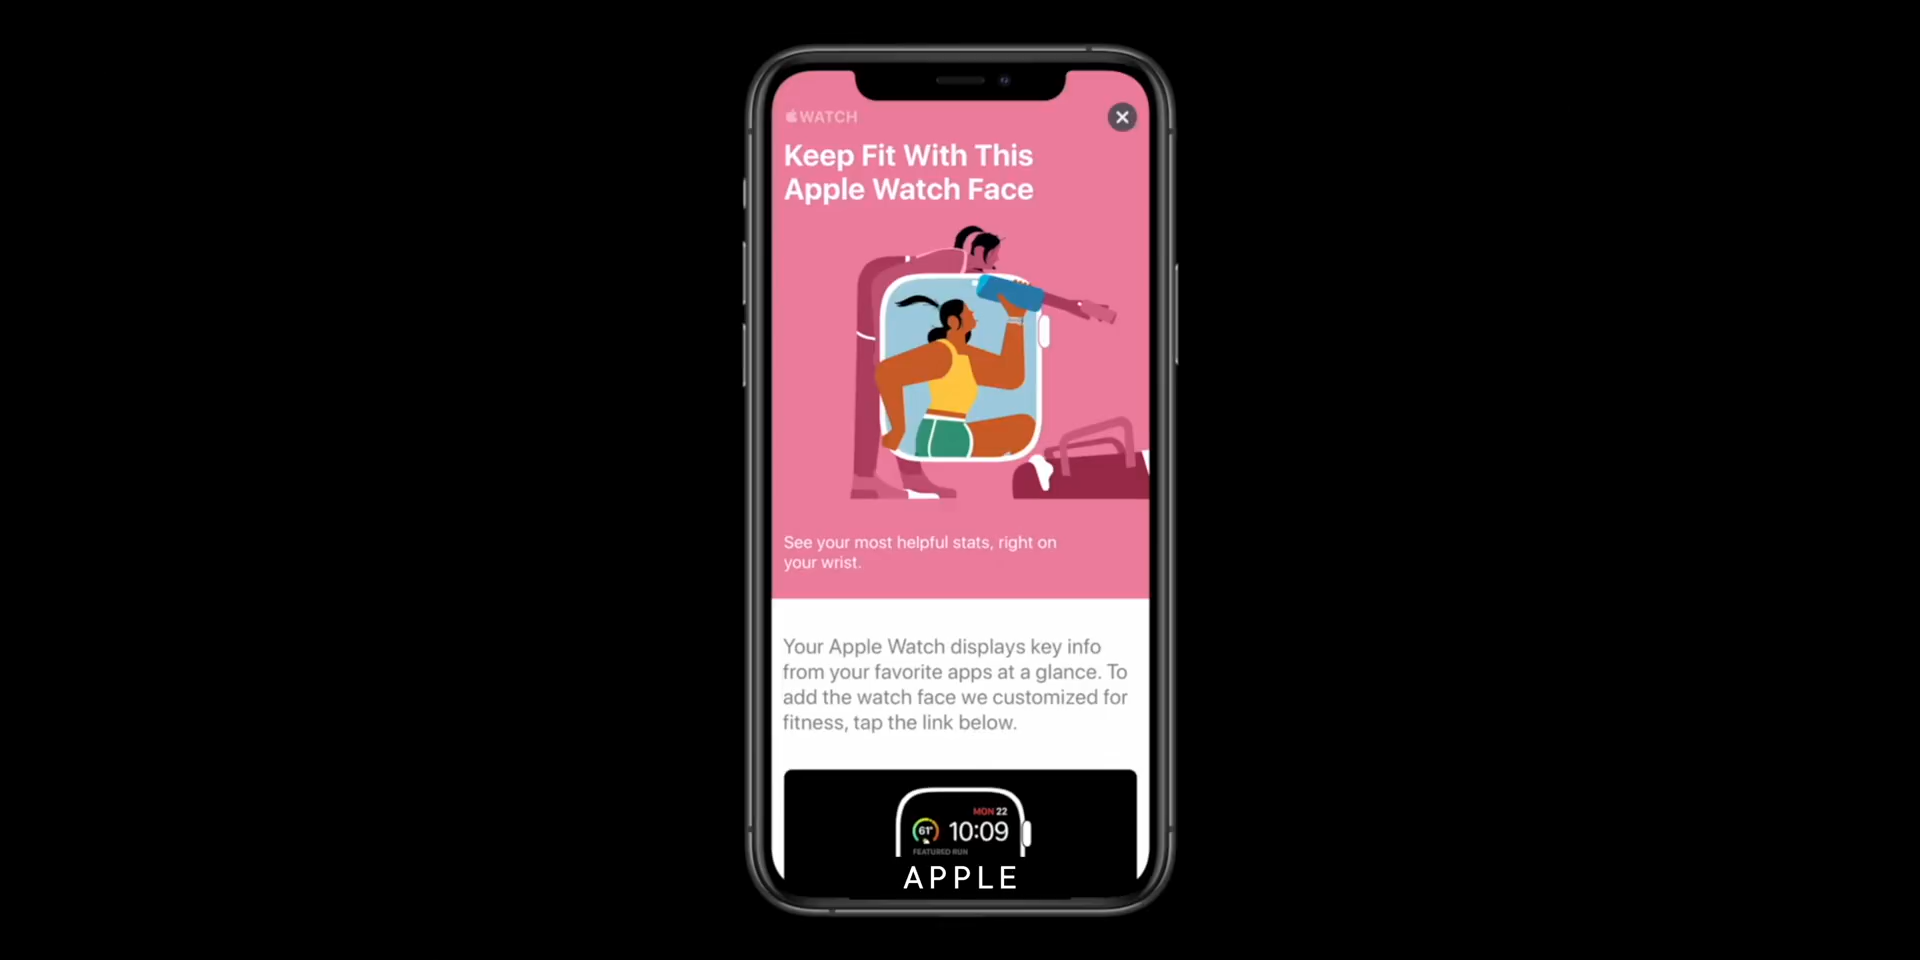 WATCH
Keep Fit With This
Apple Watch Face
See your most helpful stats, right on
your wrist.
Your Apple Watch displays key info
from your favorite apps at a glance. To
add the watch face we customized for
fitness, tap the link below.
MON 22
61° 10:09
FEATURED RUN
APPLE